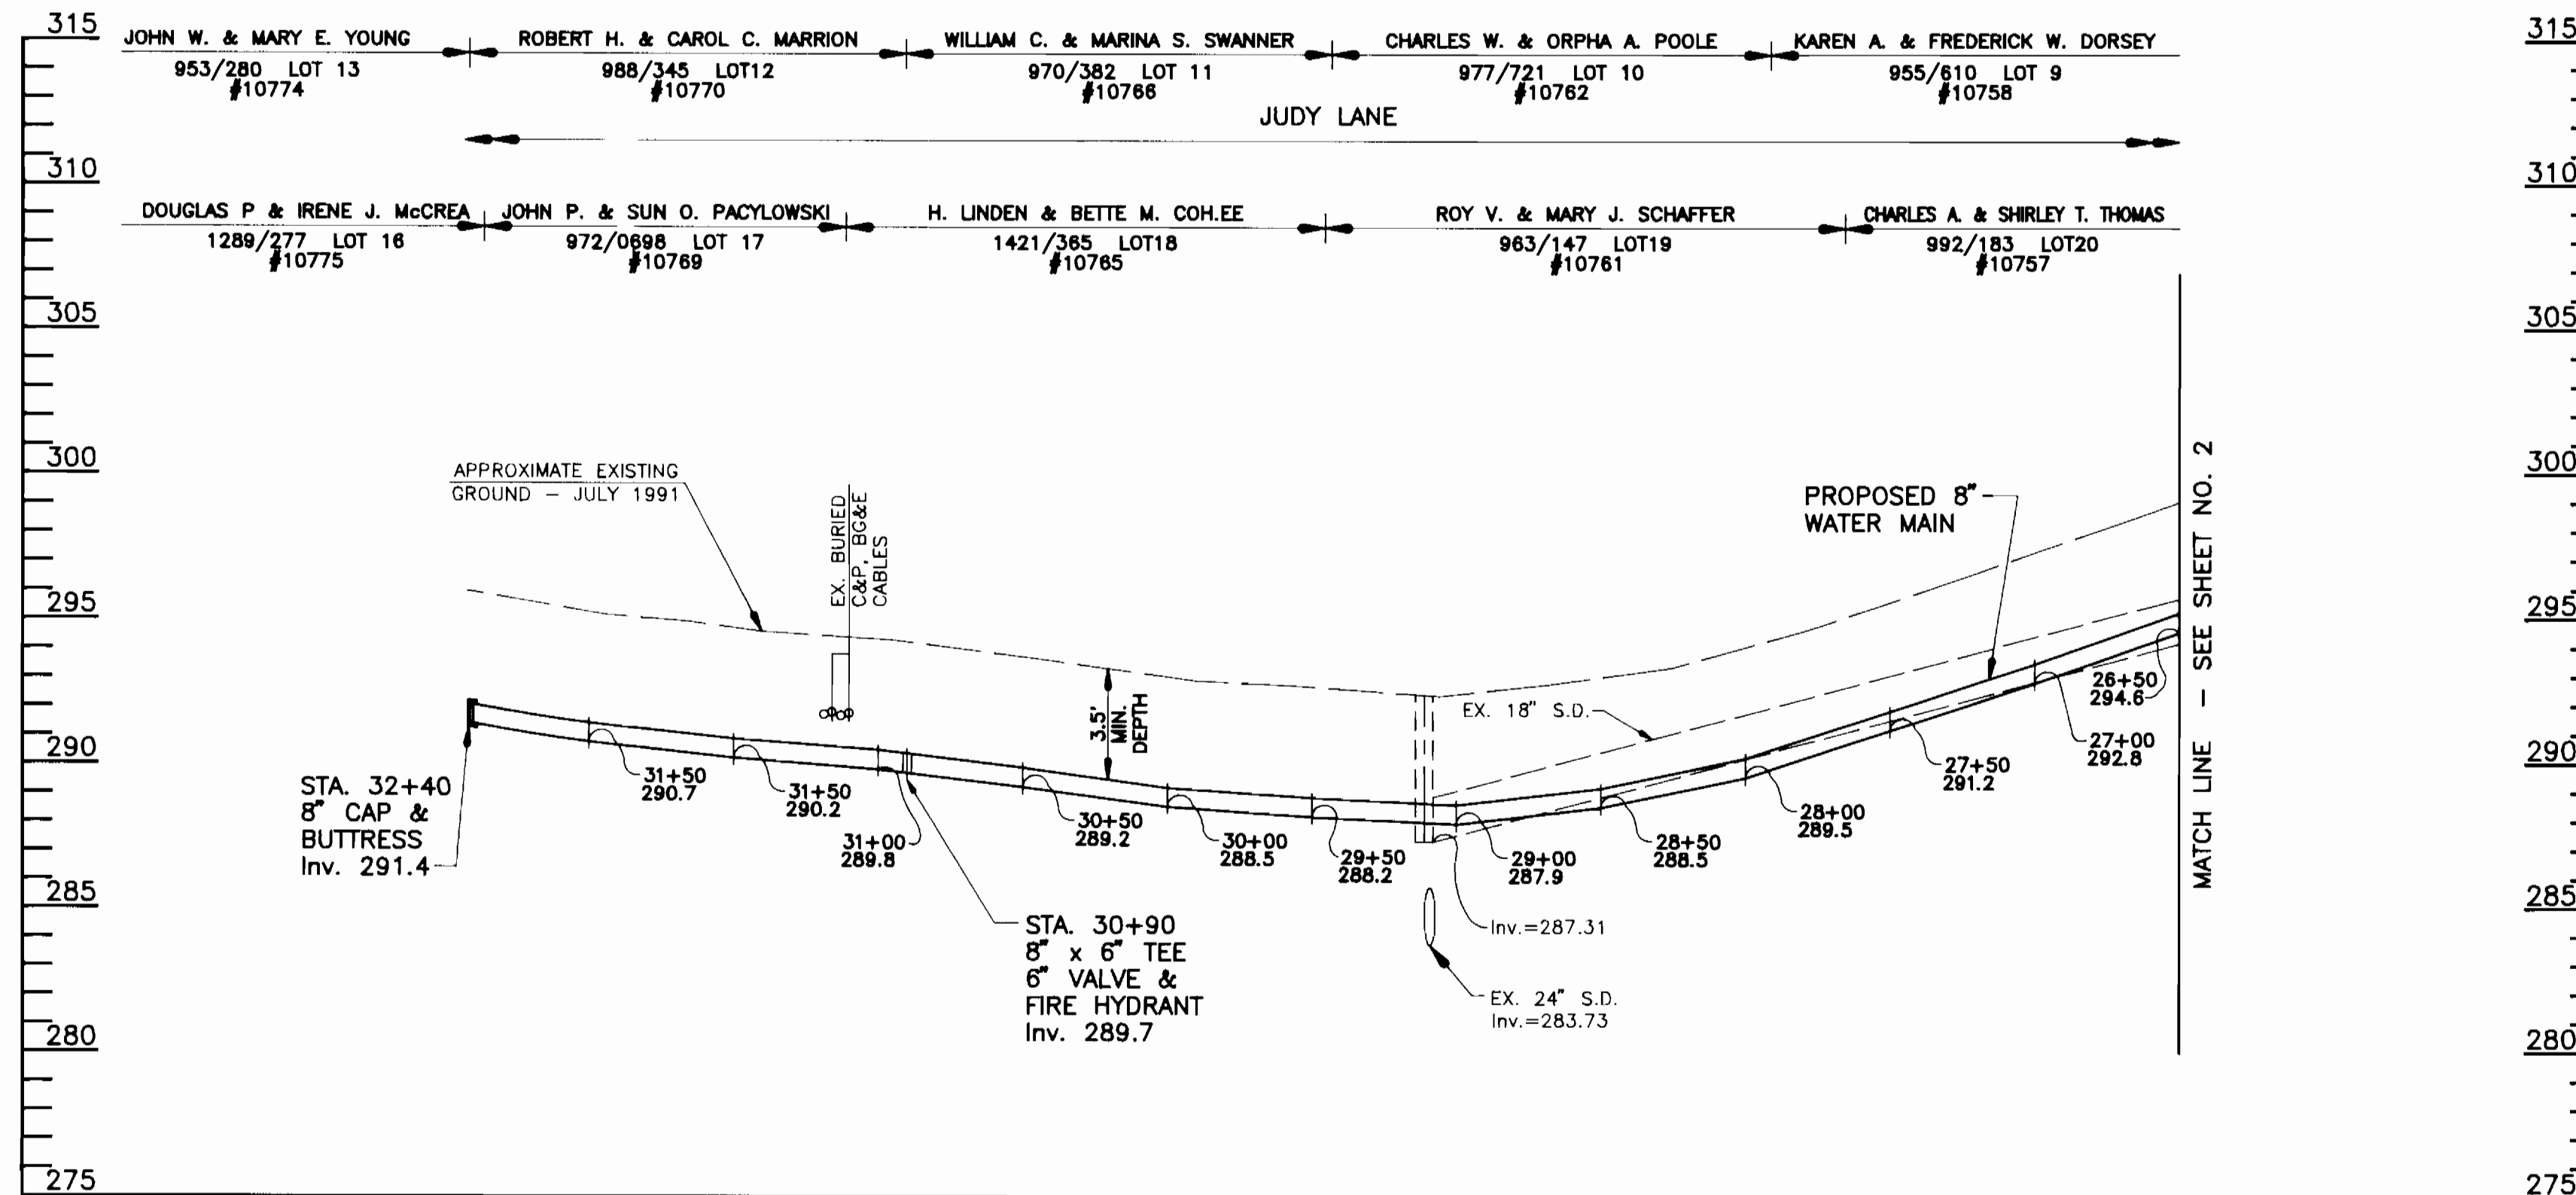 315
JOHN W. & MARY E. YOUNG
953/280 LOT 13
#10774
ROBERT H. & CAROL C. MARRION
988/345 LOT12
#10770
WILLIAM C. & MARINA S. SWANNER
970/382 LOT 11
#10766
CHARLES W. & ORPHA A. POOLE
977/721 LOT 10
#10762
KAREN A. & FREDERICK W. DORSEY
955/610 LOT 9
#10758
315
JUDY LANE
310
310
DOUGLAS P & IRENE J. McCREA
1289/277 LOT 16
#10775
JOHN P. & SUN O. PACYLOWSKI
972/0698 LOT 17
#10769
H. LINDEN & BETTE M. COH.EE
1421/365 LOT18
#10765
ROY V. & MARY J. SCHAFFER
963/147 LOT19
#10761
CHARLES A. & SHIRLEY T. THOMAS
992/183 LOT20
#10757
305
305
300
300
APPROXIMATE EXISTING
GROUND – JULY 1991
EX. BURIED
C&P, BG&E
CABLES
PROPOSED 8"
WATER MAIN
MATCH LINE – SEE SHEET NO. 2
295
295
3.5'
MIN.
DEPTH
EX. 18" S.D.
26+50
294.6
290
290
STA. 32+40
8" CAP &
BUTTRESS
Inv. 291.4
31+50
290.7
31+50
290.2
31+00
289.8
30+50
289.2
30+00
288.5
29+50
288.2
29+00
287.9
28+50
288.5
28+00
289.5
27+50
291.2
27+00
292.8
285
285
STA. 30+90
8" x 6" TEE
6" VALVE &
FIRE HYDRANT
Inv. 289.7
Inv.=287.31
EX. 24" S.D.
Inv.=283.73
280
280
275
275